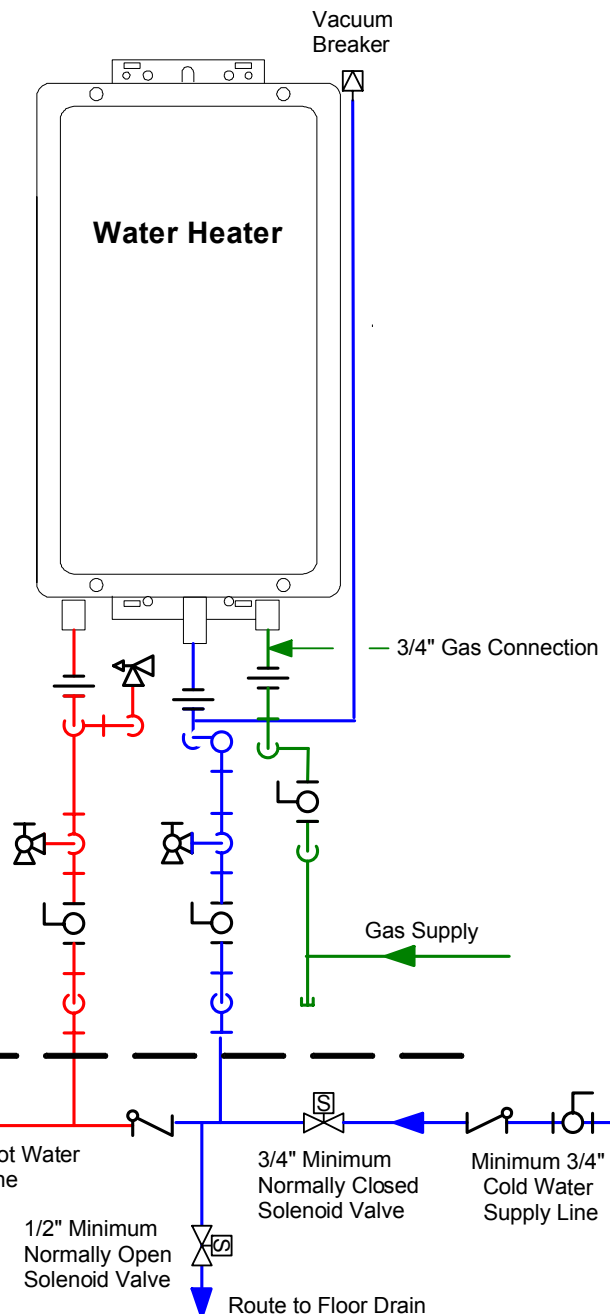 Vacuum
Breaker
Water Heater
3/4" Gas Connection
Gas Supply
S
ot Water
ne
3/4" Minimum
Normally Closed
Solenoid Valve
Minimum 3/4"
Cold Water
Supply Line
1/2" Minimum
Normally Open
Solenoid Valve
S
Route to Floor Drain